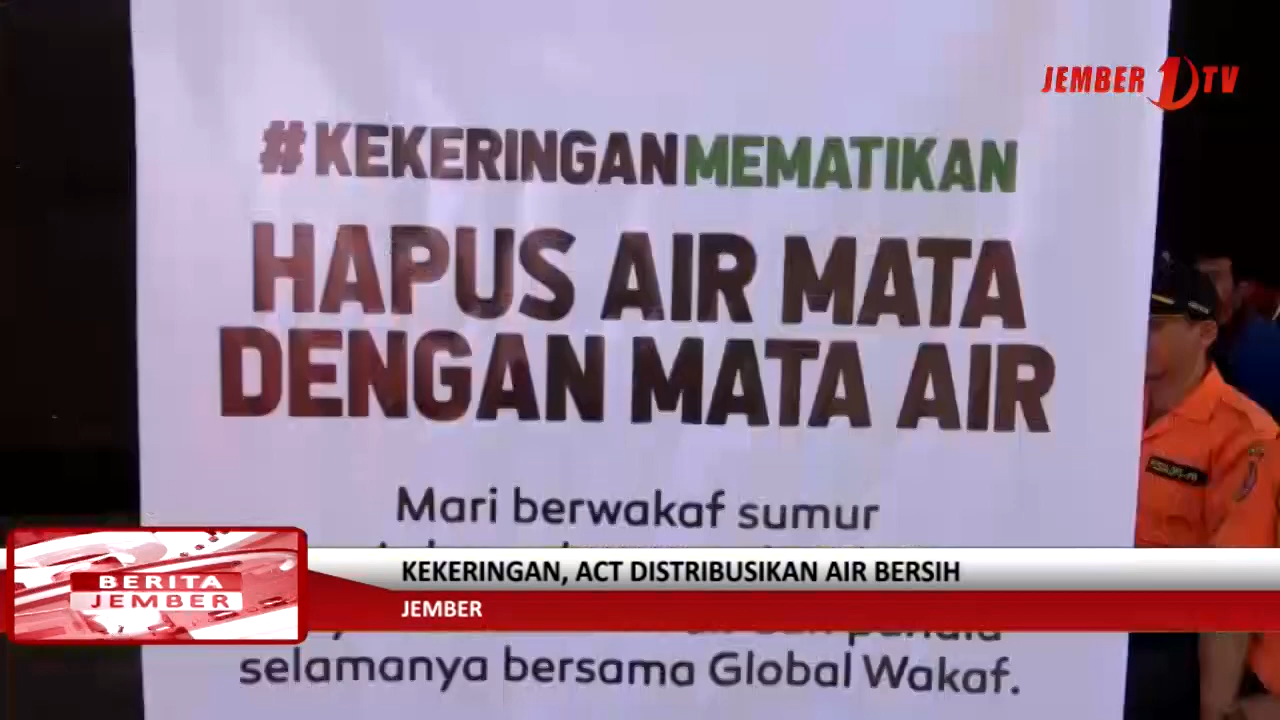 JEMBER 1 TV
#KEKERINGANMEMATIKAN
HAPUS AIR MATA
DENGAN MATA AIR
Mari berwakaf sumur
KEKERINGAN, ACT DISTRIBUSIKAN AIR BERSIH
BERITA
JEMBER
JEMBER
selamanya bersama Global Wakaf.